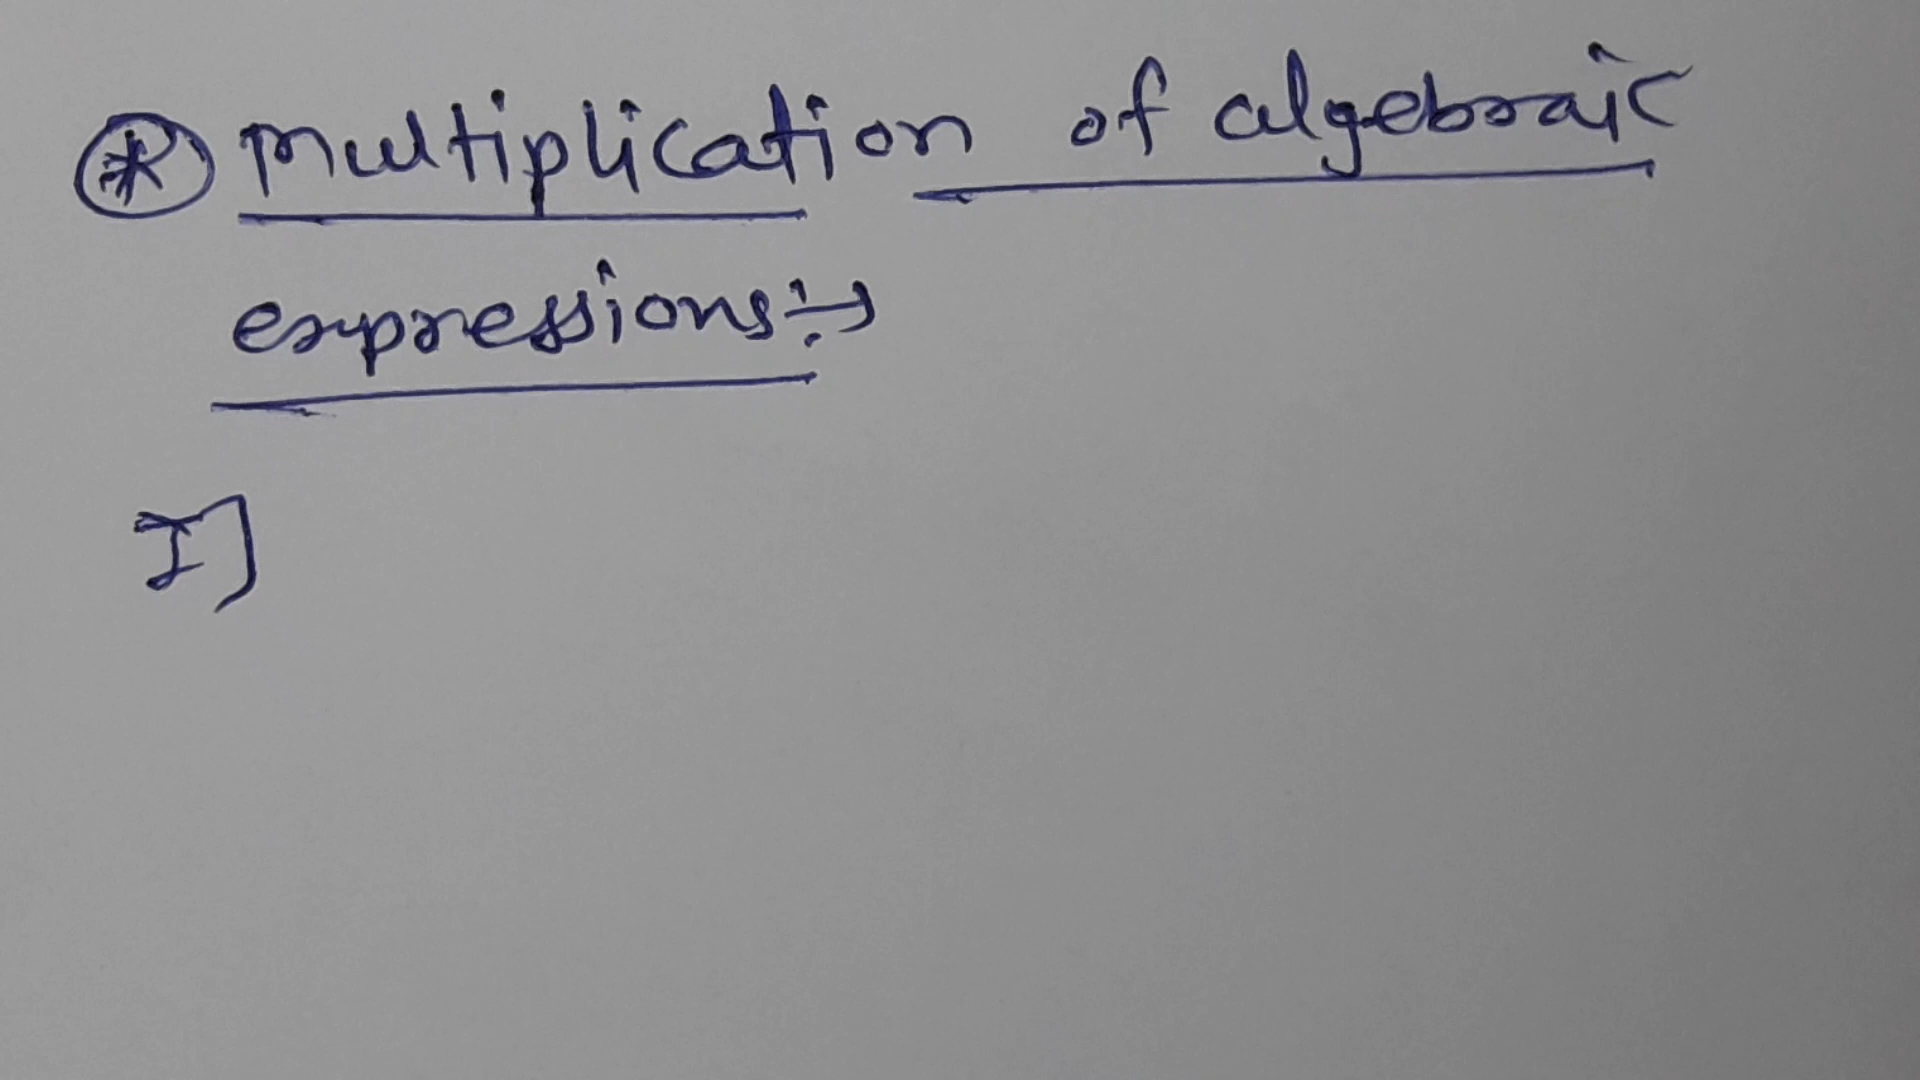 ⊛ Multiplication of algebraic
expressions:→
I]